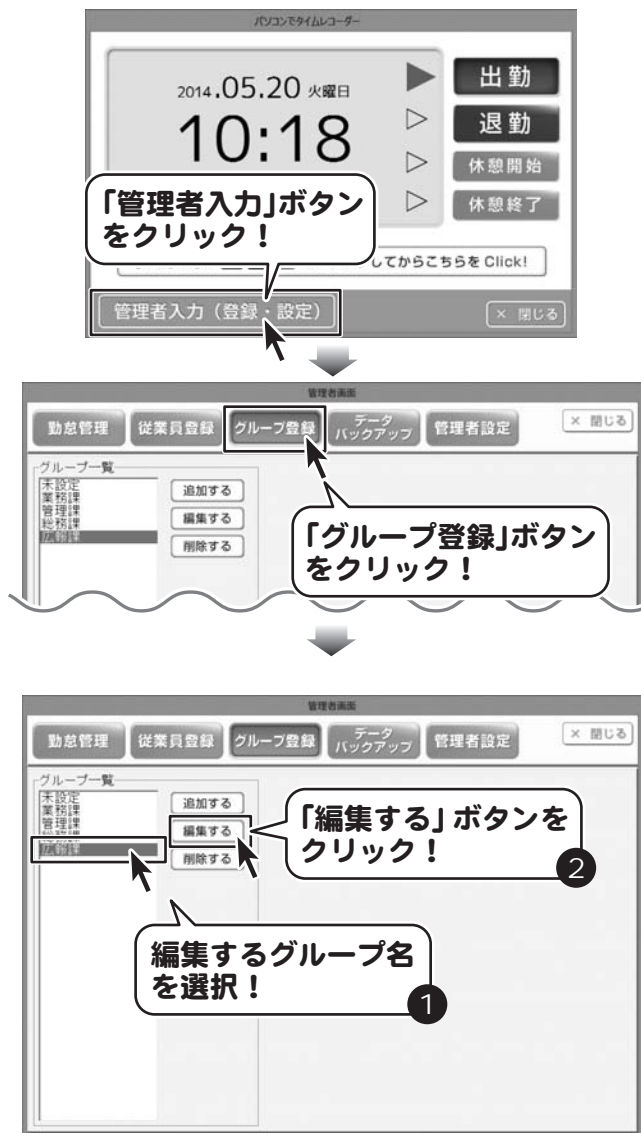 パソコンでタイムレコーダー
2014.05.20 火曜日
10:18
出勤
退勤
休憩開始
休憩終了
「管理者入力」ボタン
をクリック！
してからこちらを Click!
管理者入力（登録・設定）
× 閉じる
管理者画面
勤怠管理
従業員登録
グループ登録
データ
バックアップ
管理者設定
× 閉じる
グループ一覧
未設定
業務課
管理課
総務課
広報課
追加する
編集する
削除する
「グループ登録」ボタン
をクリック！
管理者画面
勤怠管理
従業員登録
グループ登録
データ
バックアップ
管理者設定
× 閉じる
グループ一覧
未設定
業務課
管理課
総務課
広報課
追加する
編集する
削除する
「編集する」ボタンを
クリック！
2
編集するグループ名
を選択！
1